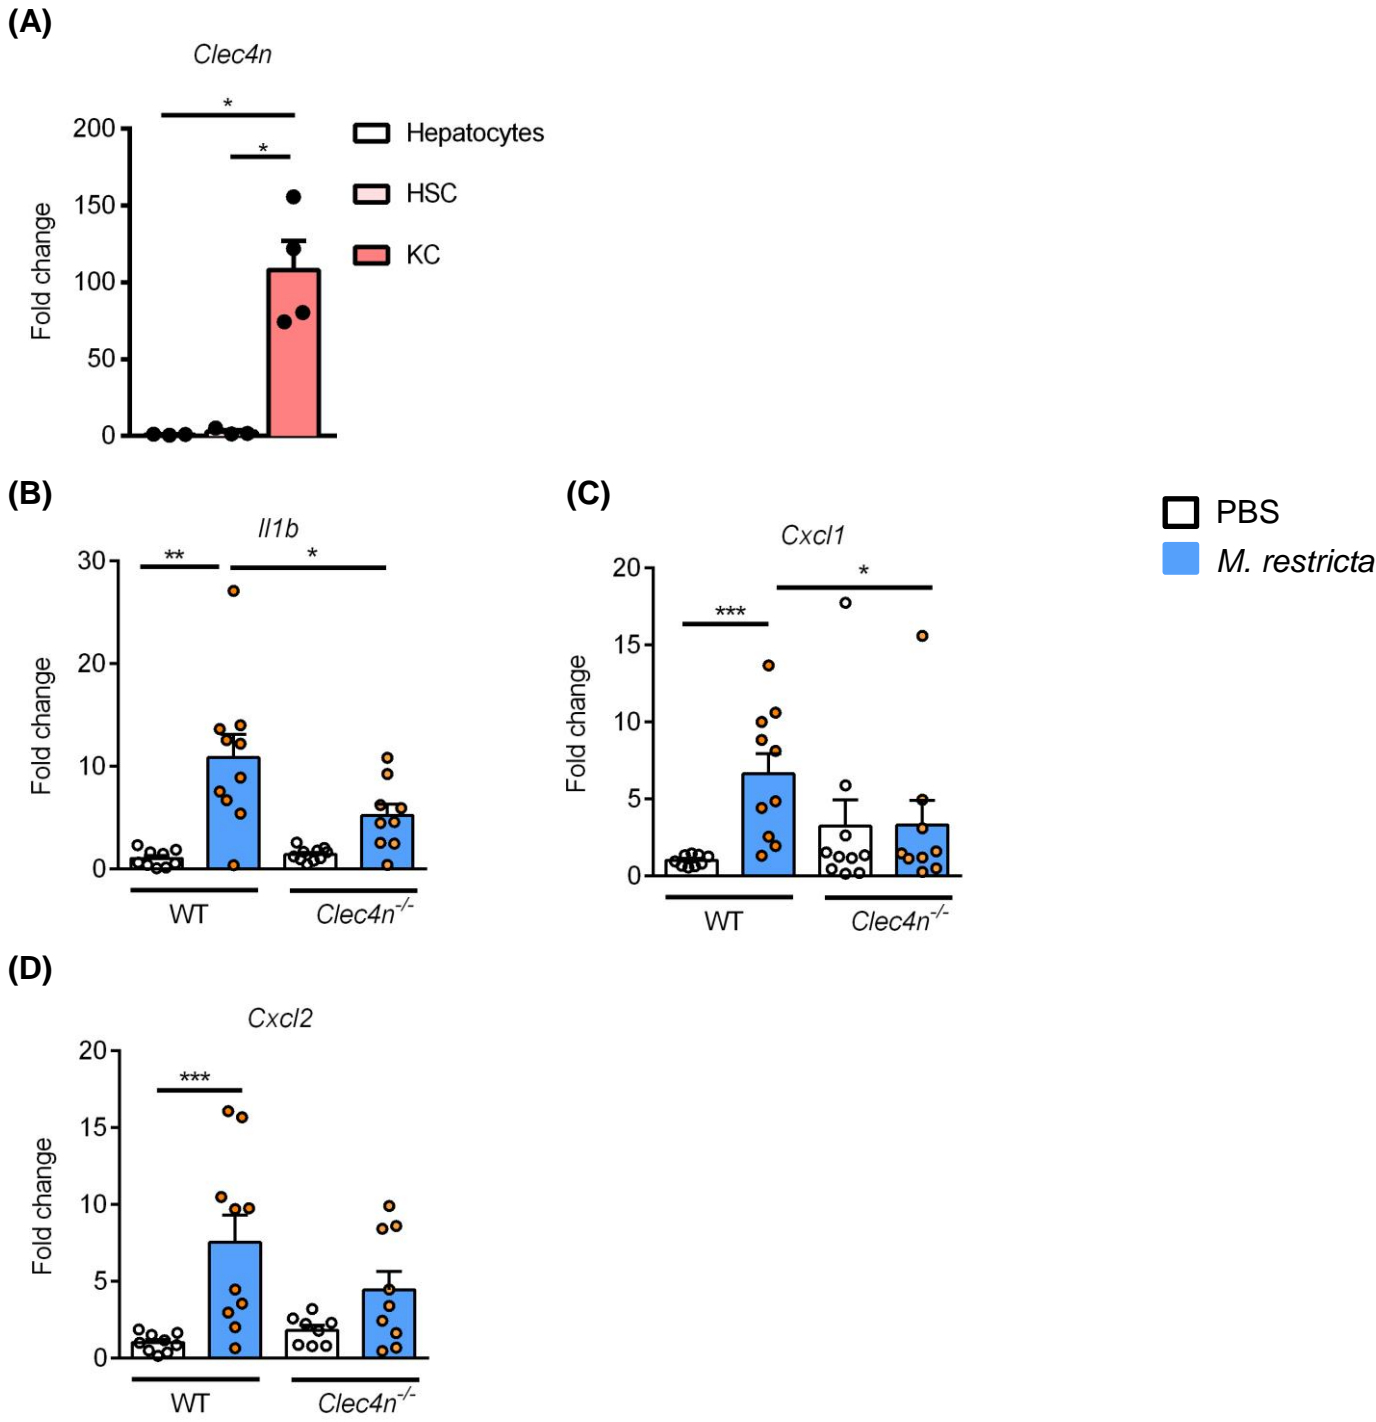 (A)
Clec4n
*
*
200
150
100
50
0
Fold change
Hepatocytes
HSC
KC
(B)
Il1b
**
*
30
20
10
0
Fold change
WT
Clec4n-/-
(C)
Cxcl1
***
*
20
15
10
5
0
Fold change
WT
Clec4n-/-
PBS
M. restricta
(D)
Cxcl2
***
20
15
10
5
0
Fold change
WT
Clec4n-/-